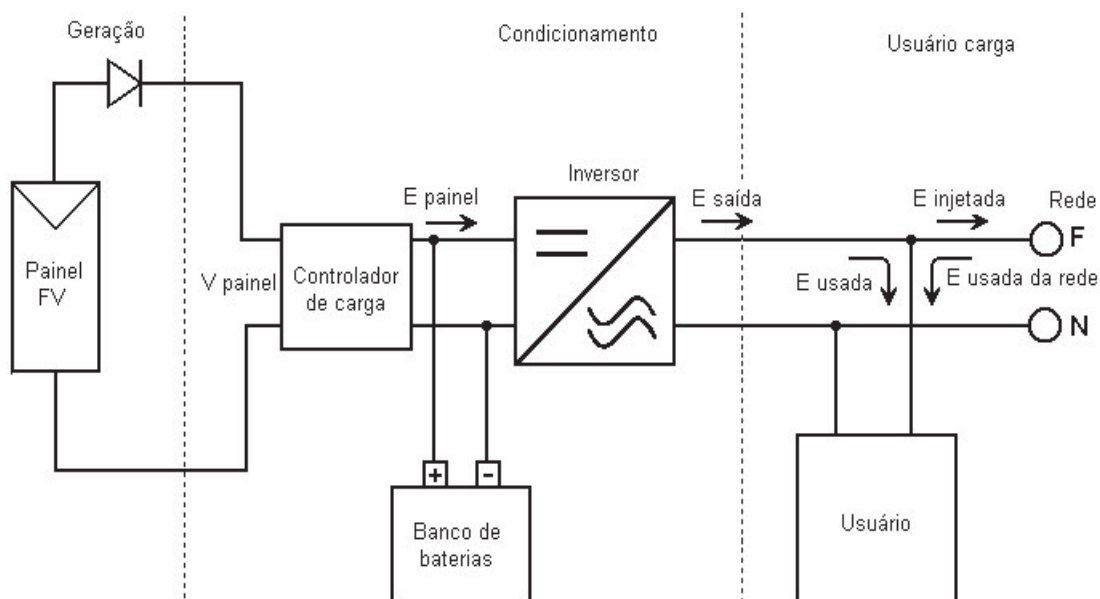 Geração
Condicionamento
Usuário carga
Painel
FV
V painel
Controlador
de carga
E painel
Inversor
E saída
E injetada
Rede
F
E usada
E usada da rede
N
+
-
Banco de
baterias
Usuário